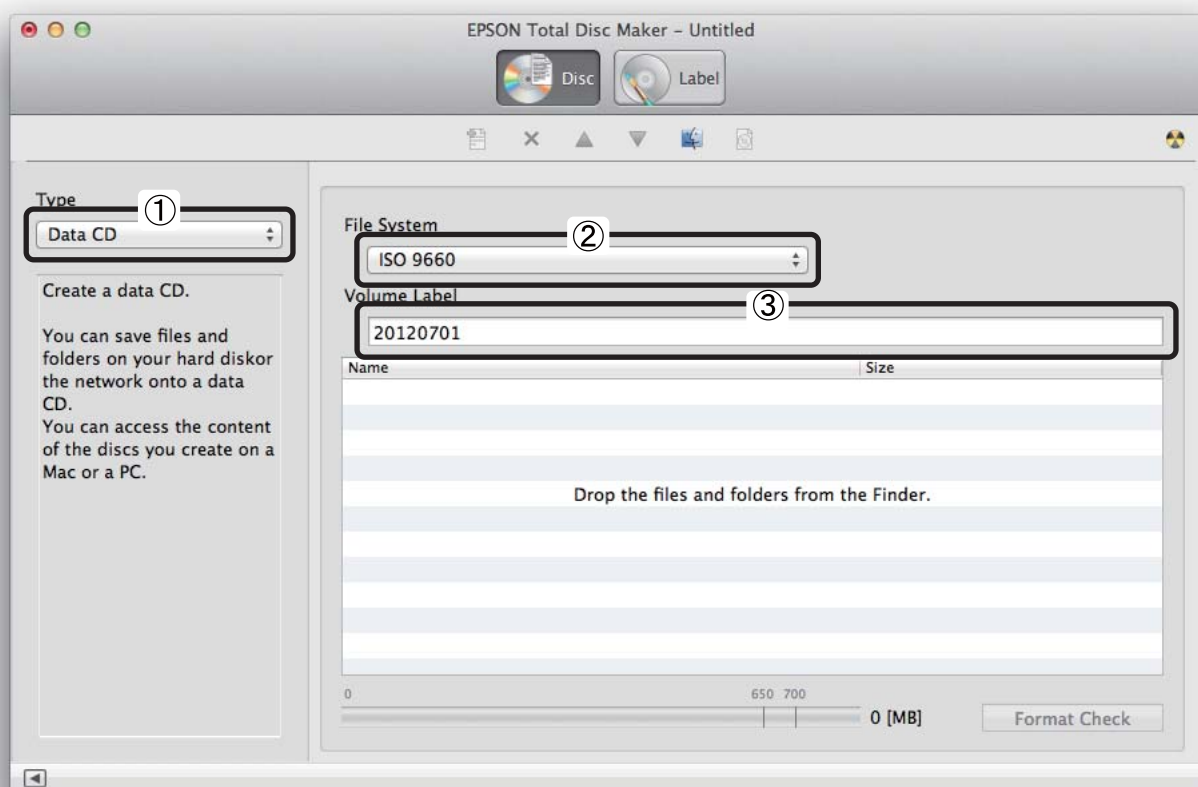 EPSON Total Disc Maker – Untitled
Disc
Label
Type
①
Data CD
Create a data CD.
You can save files and
folders on your hard diskor
the network onto a data
CD.
You can access the content
of the discs you create on a
Mac or a PC.
File System
②
ISO 9660
Volume Label
③
20120701
Name Size
Drop the files and folders from the Finder.
0 650 700
0 [MB]
Format Check